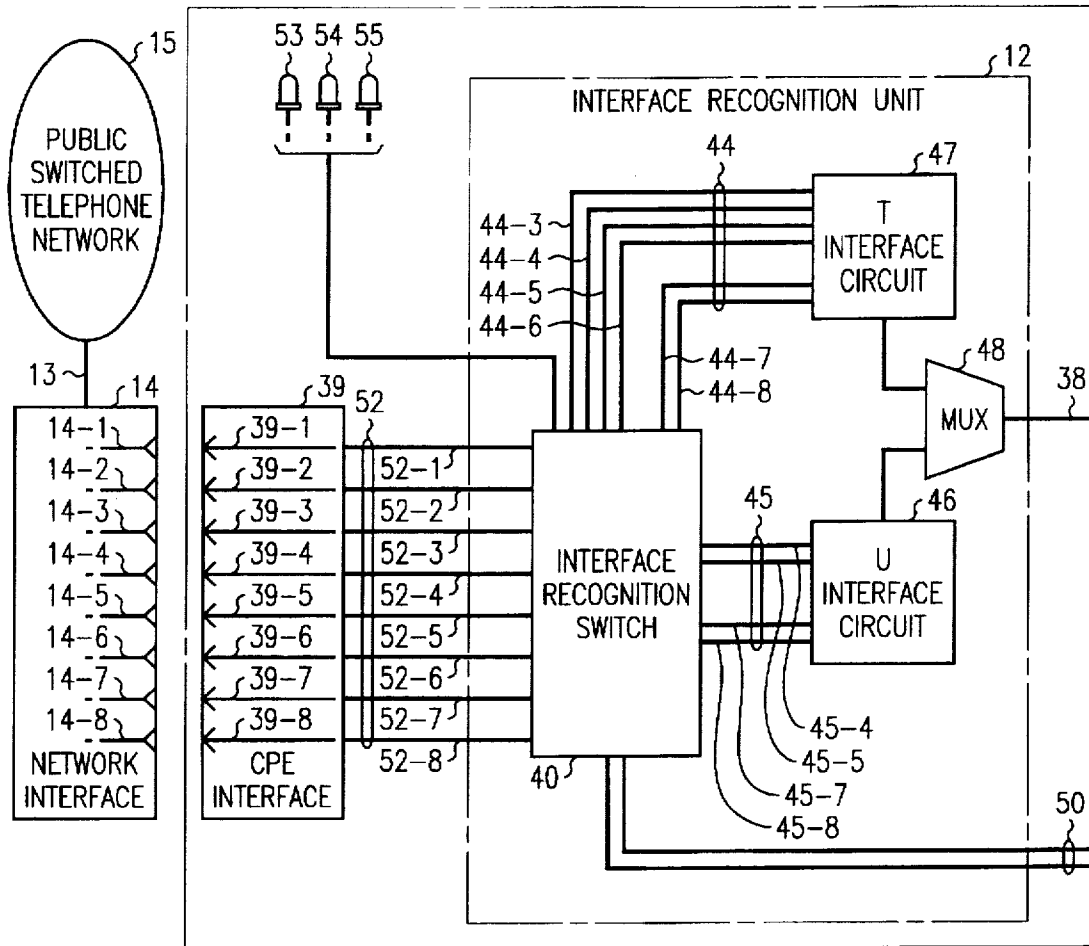 53 54 55
15
12
INTERFACE RECOGNITION UNIT
PUBLIC
SWITCHED
TELEPHONE
NETWORK
44
47
T
INTERFACE
CIRCUIT
44-3
44-4
44-5
44-6
44-7
44-8
13
14
39
52
48
MUX
38
14-1
14-2
14-3
14-4
14-5
14-6
14-7
14-8
NETWORK
INTERFACE
39-1
39-2
39-3
39-4
39-5
39-6
39-7
39-8
CPE
INTERFACE
52-1
52-2
52-3
52-4
52-5
52-6
52-7
52-8
INTERFACE
RECOGNITION
SWITCH
40
45
46
U
INTERFACE
CIRCUIT
45-4
45-5
45-7
45-8
50